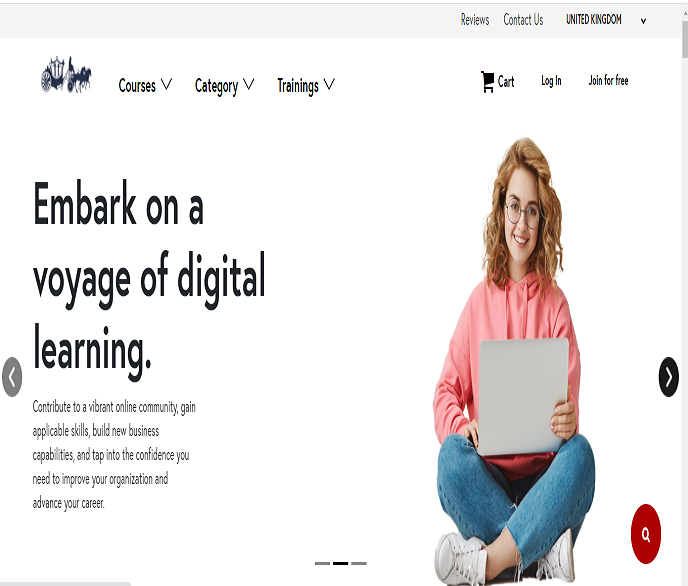 Reviews Contact Us UNITED KINGDOM
Courses Category Trainings Cart Log In Join for free
Embark on a
voyage of digital
learning.
Contribute to a vibrant online community, gain
applicable skills, build new business
capabilities, and tap into the confidence you
need to improve your organization and
advance your career.